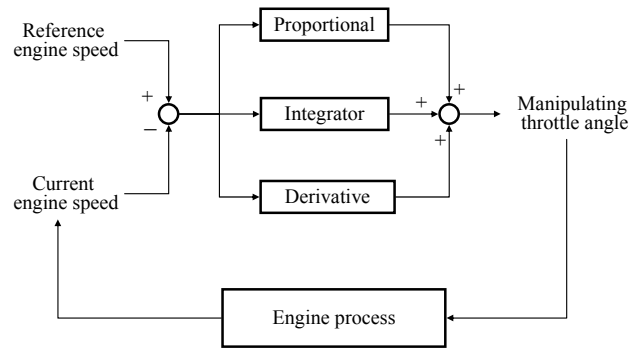 Reference
engine speed
Proportional
+
−
Integrator
+
+
+
Manipulating
throttle angle
Current
engine speed
Derivative
Engine process